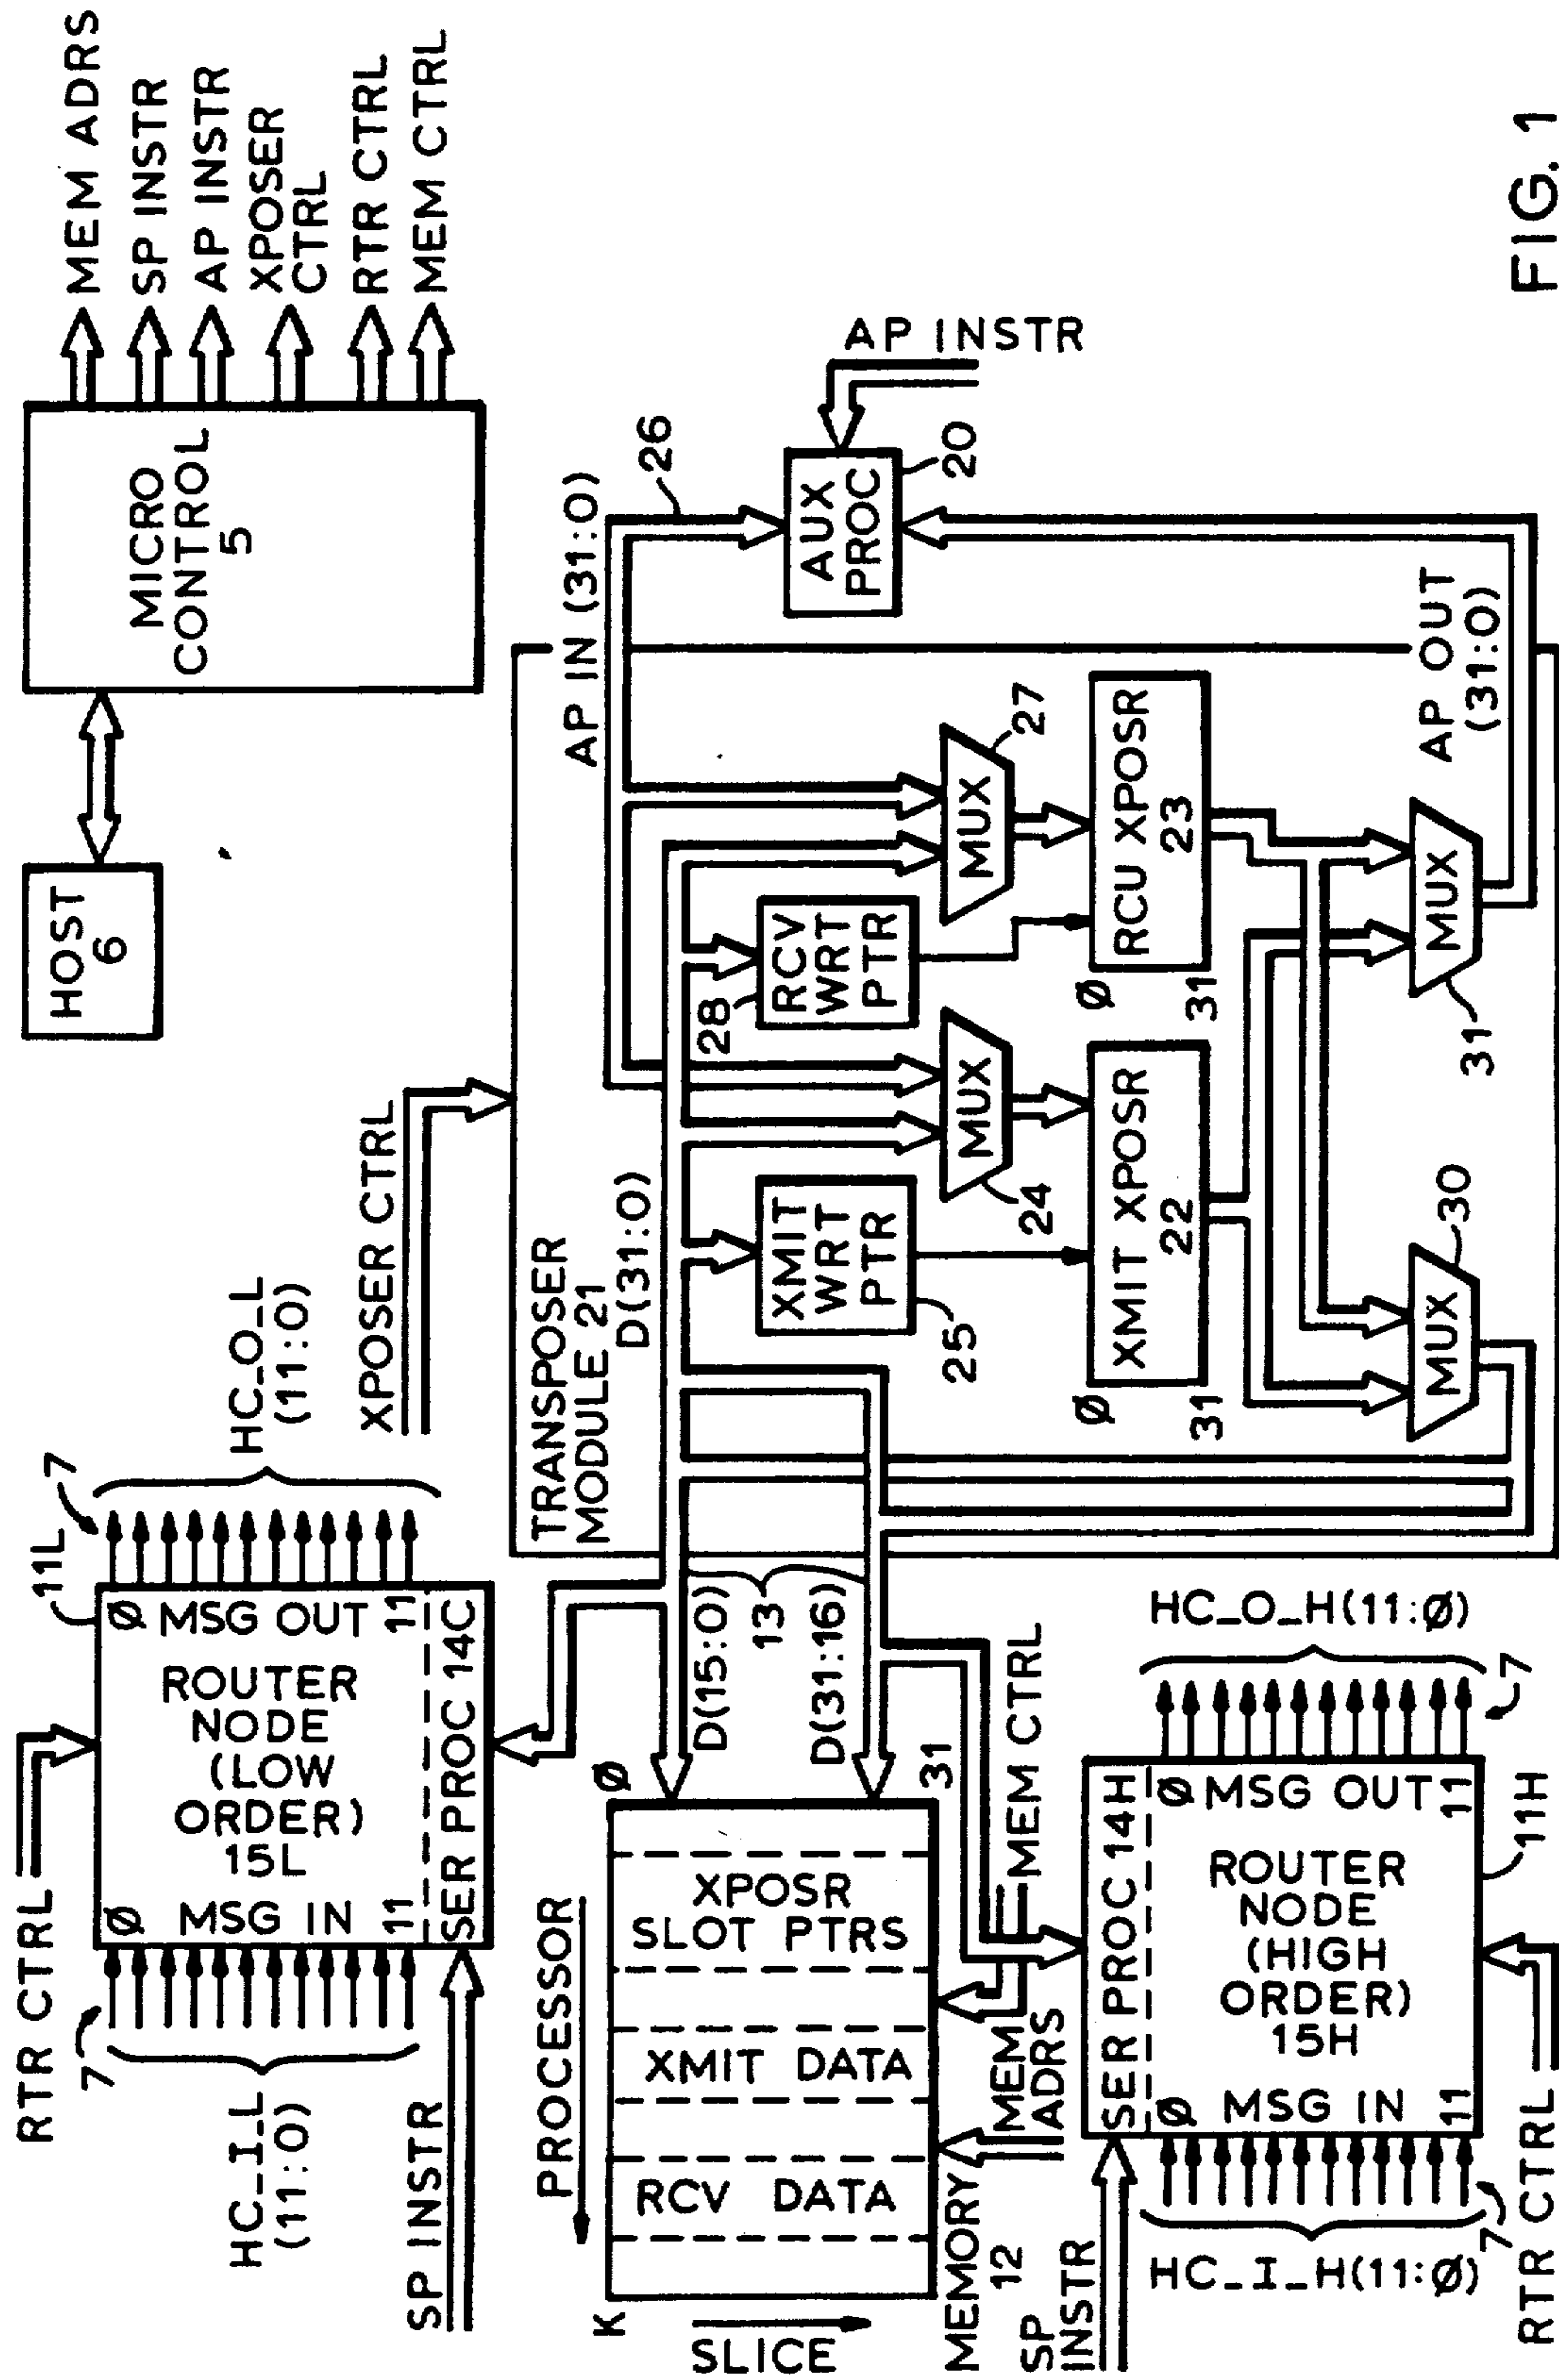 HOST
6
MICRO
CONTROL
5
MEM ADRS
SP INSTR
AP INSTR
XPOSER
CTRL
RTR CTRL
MEM CTRL
RTR CTRL
7
HC_I_L
(11:0)
SP INSTR
Ø MSG IN 11
ROUTER
NODE
(LOW
ORDER)
15L
Ø MSG OUT 11
SER PROC 14C
11L
7
HC_O_L
(11:0)
XPOSER CTRL
TRANSPOSER
MODULE 21
D(31:0)
AP IN (31:0)
26
AUX
PROC
20
AP INSTR
XMIT
WRT
PTR
25
MUX
24
28
RCV
WRT
PTR
MUX
27
Ø
XMIT XPOSR
22
31
Ø
RCU XPOSR
23
31
MUX
30
MUX
31
AP OUT
(31:0)
PROCESSOR
K
SLICE
Ø
31
D(15:0)
13
D(31:16)
XPOSR
SLOT PTRS
XMIT DATA
RCV DATA
MEMORY
12
MEM
ADRS
MEM CTRL
SP
INSTR
SER PROC 14H
Ø MSG IN 11
ROUTER
NODE
(HIGH
ORDER)
15H
Ø MSG OUT 11
11H
HC_I_H(11:Ø)
7
HC_O_H(11:Ø)
7
RTR CTRL
FIG. 1